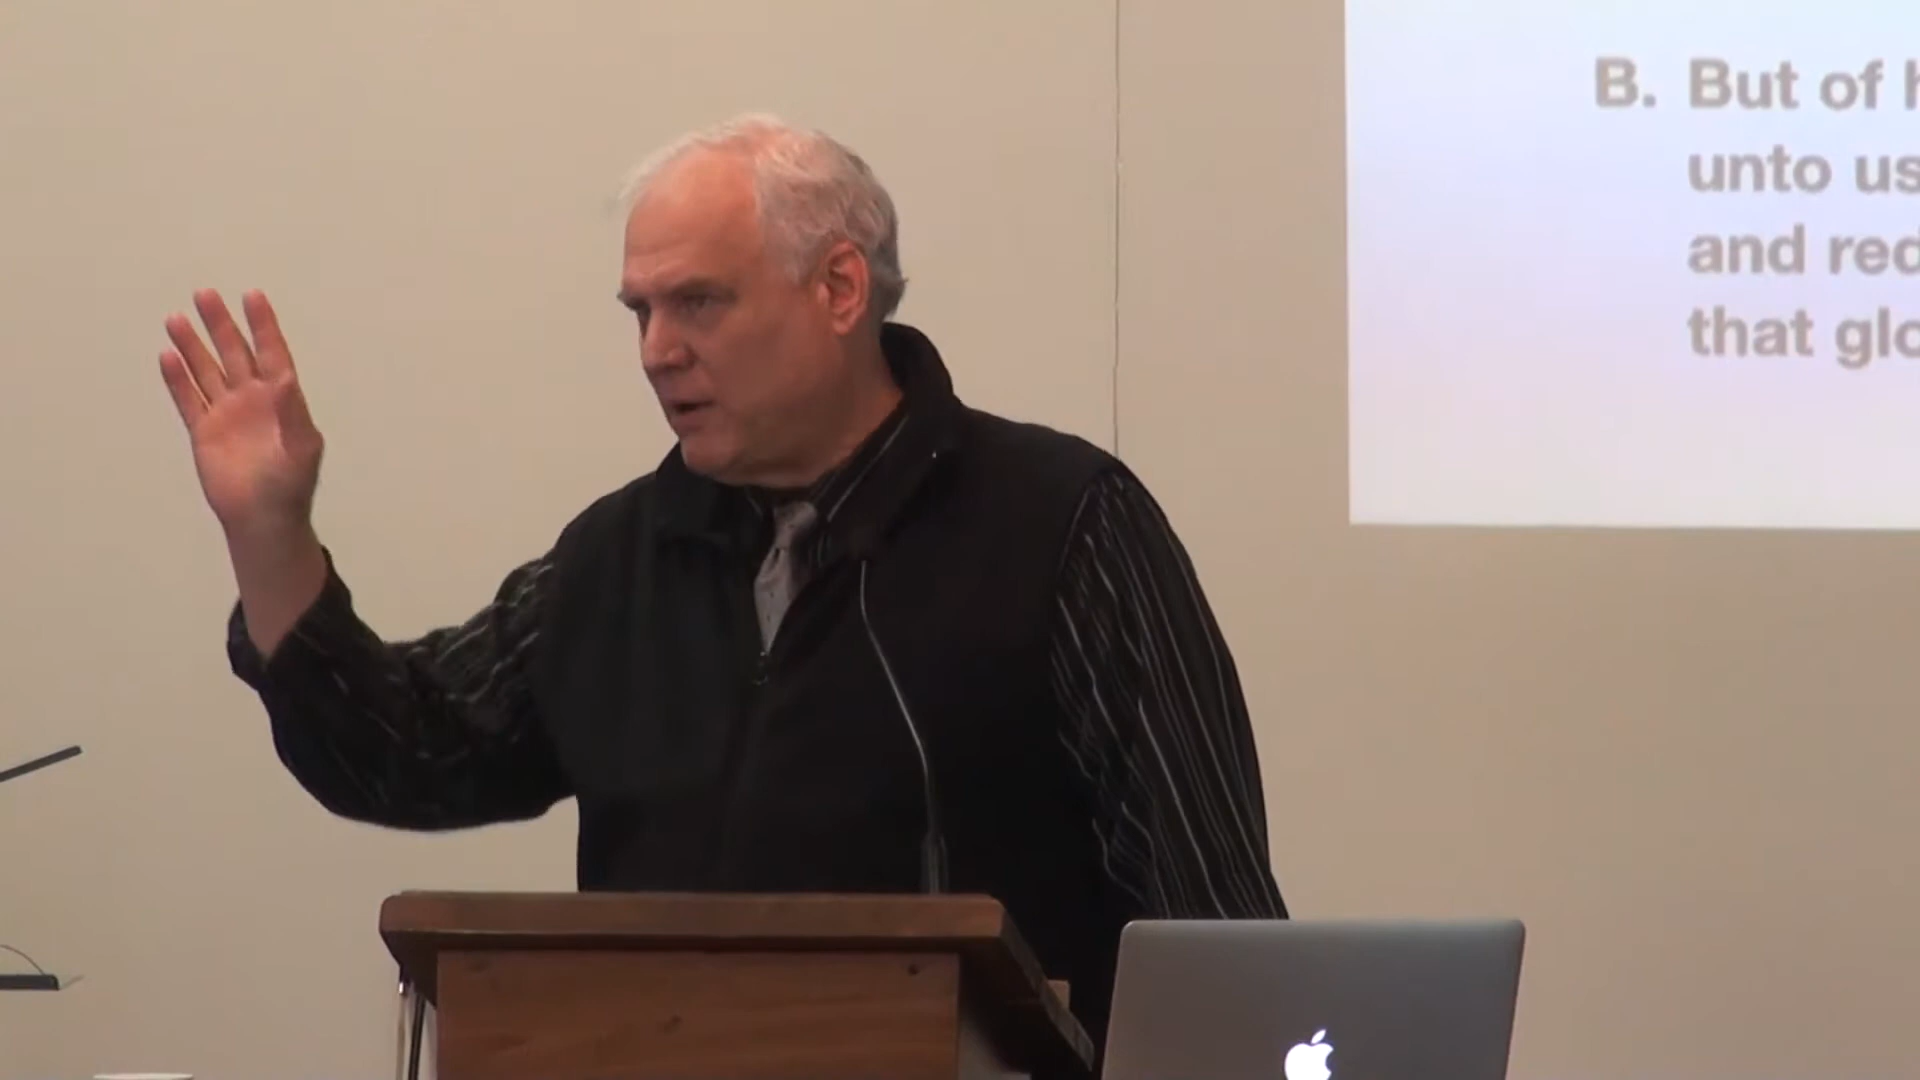 B. But of
unto us
and red
that glo